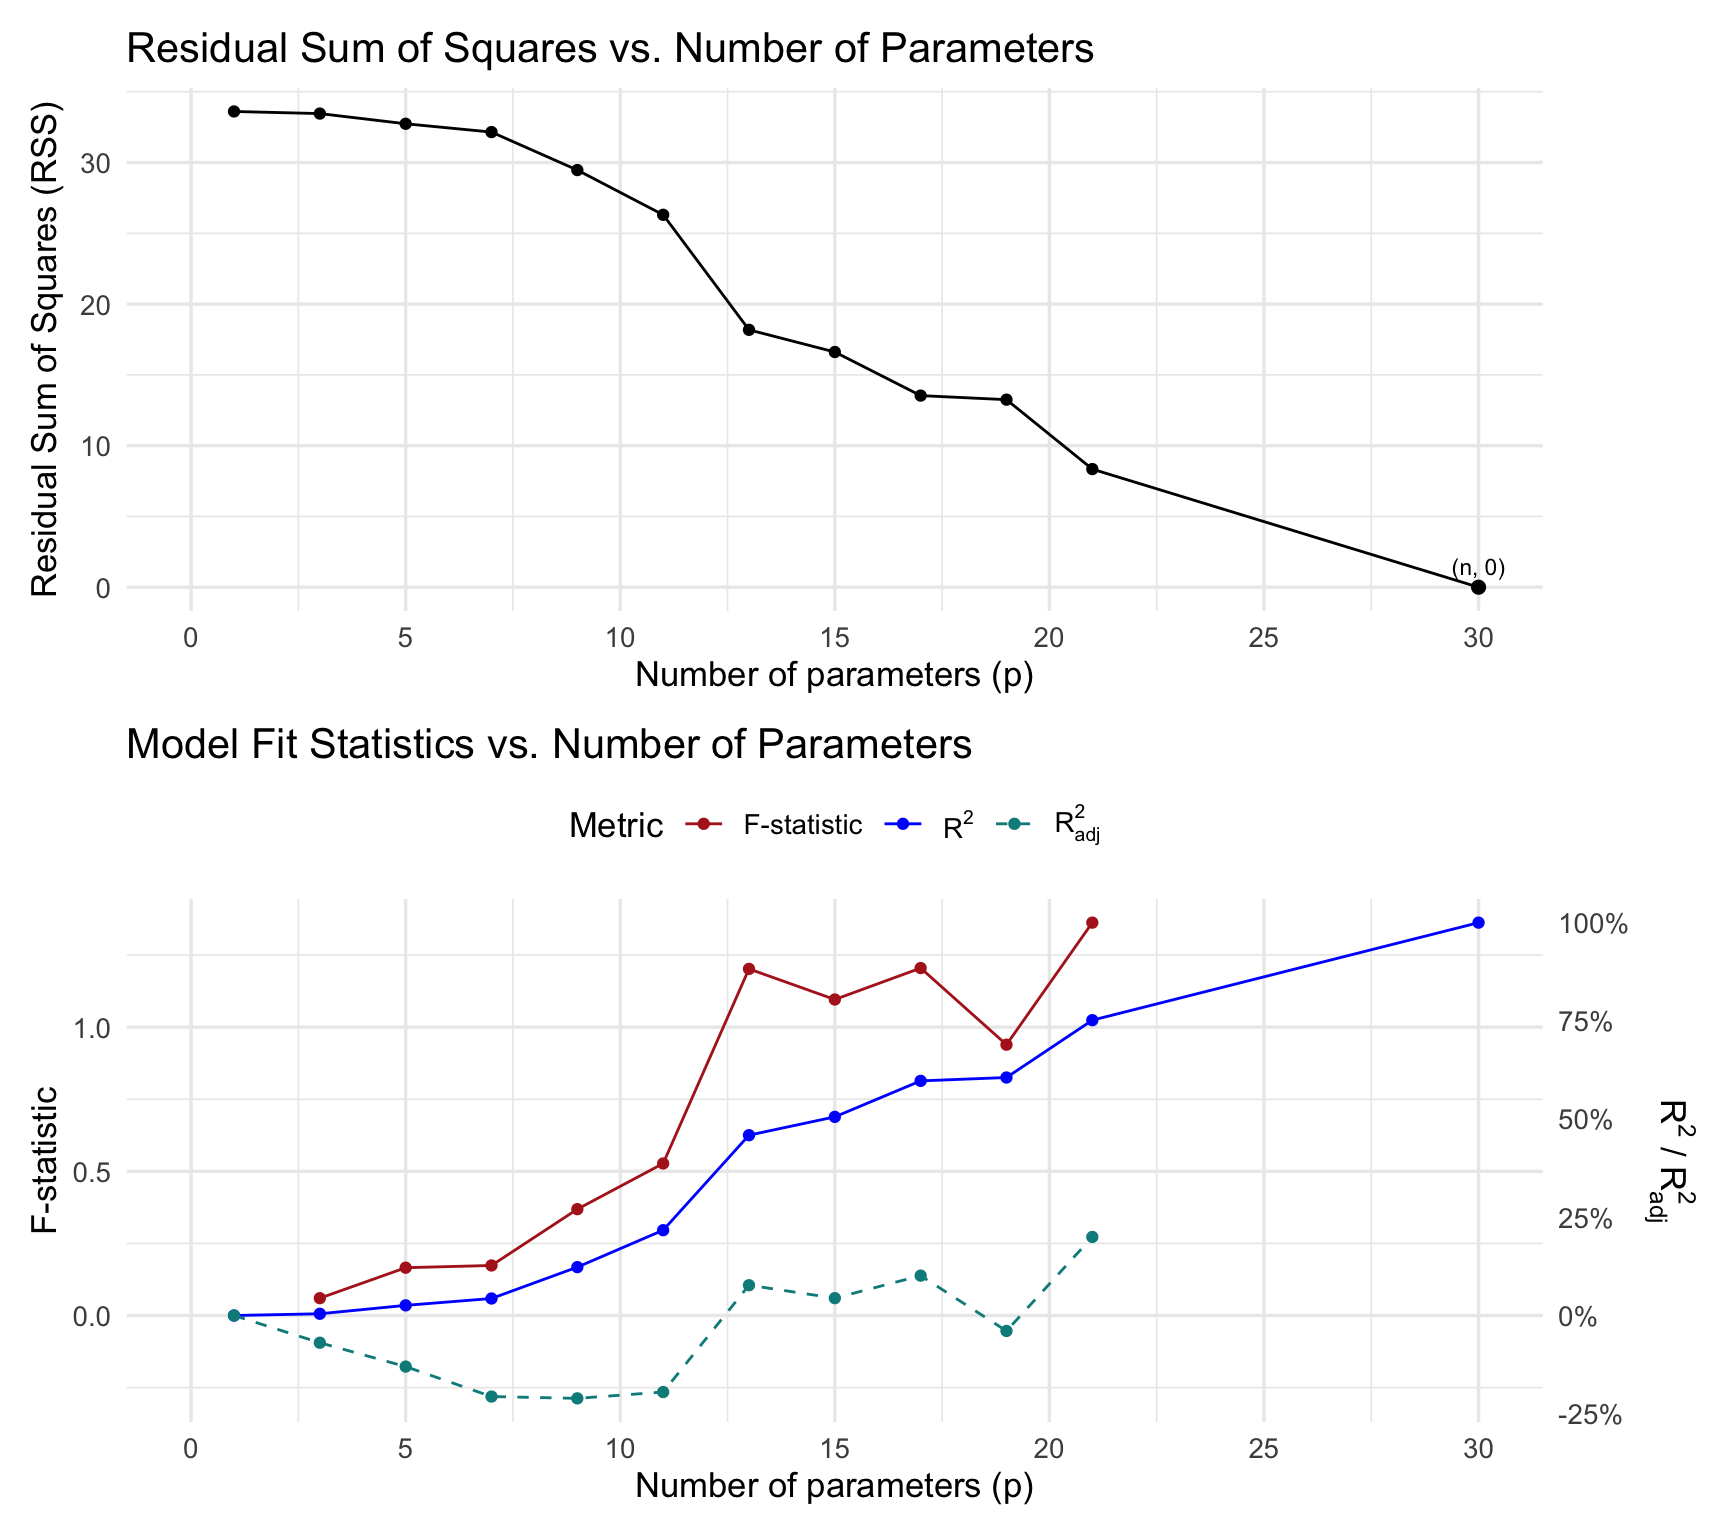 Residual Sum of Squares vs. Number of Parameters
Residual Sum of Squares (RSS)
30
20
10
0
(n, 0)
0 5 10 15 20 25 30
Number of parameters (p)
Model Fit Statistics vs. Number of Parameters
Metric F-statistic R² R²adj
F-statistic
1.0
0.5
0.0
100%
75%
50%
25%
0%
-25%
R² / R²adj
0 5 10 15 20 25 30
Number of parameters (p)